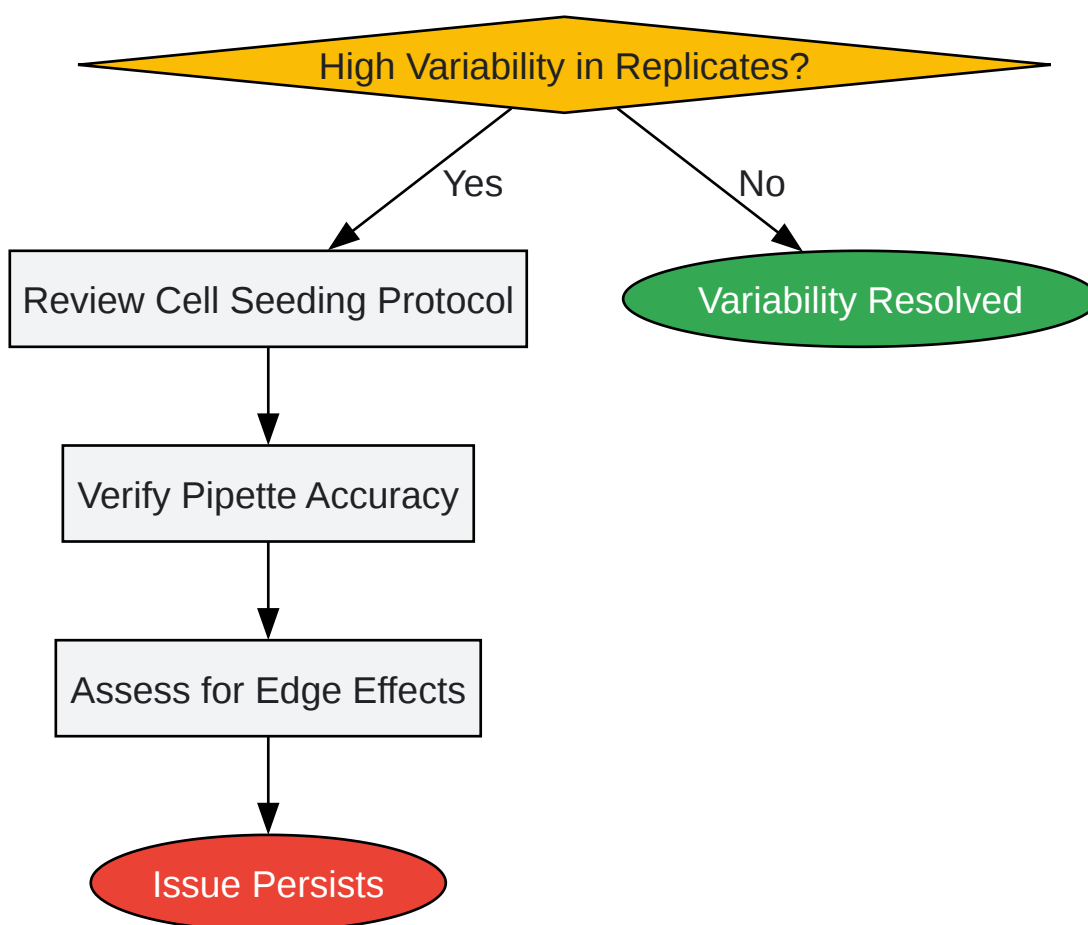 High Variability in Replicates?
Yes
No
Review Cell Seeding Protocol
Variability Resolved
Verify Pipette Accuracy
Assess for Edge Effects
Issue Persists